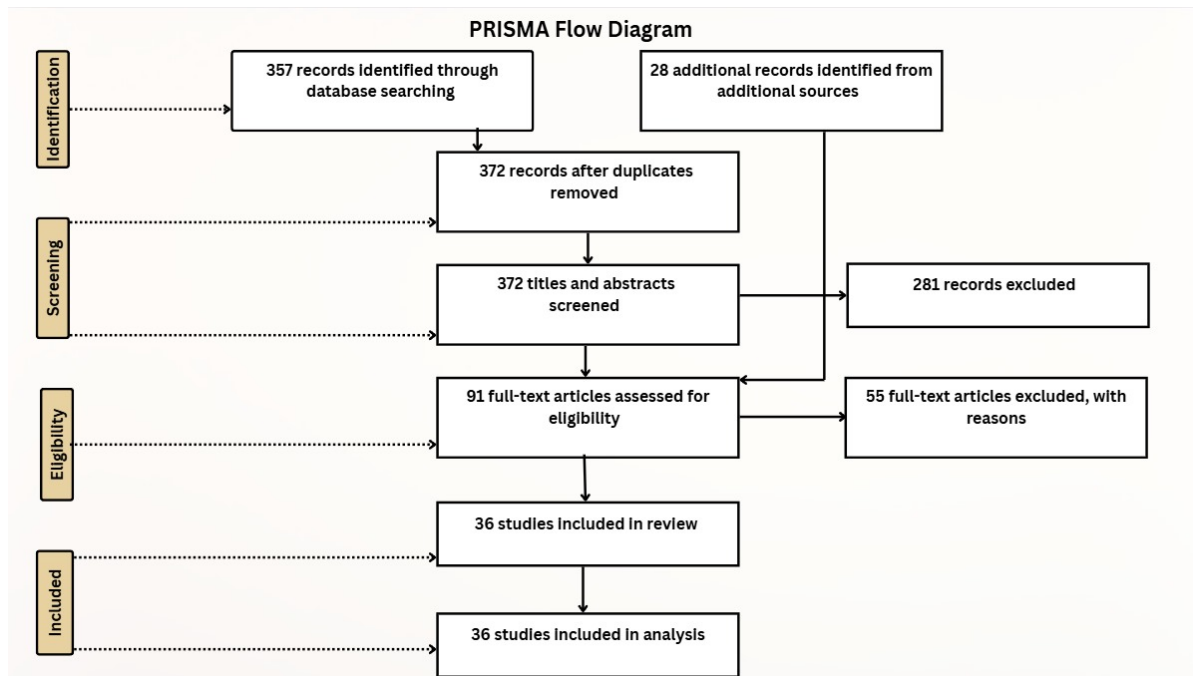 PRISMA Flow Diagram
Identification
357 records identified through
database searching
28 additional records identified from
additional sources
372 records after duplicates
removed
Screening
372 titles and abstracts
screened
281 records excluded
Eligibility
91 full-text articles assessed for
eligibility
55 full-text articles excluded, with
reasons
36 studies included in review
Included
36 studies included in analysis